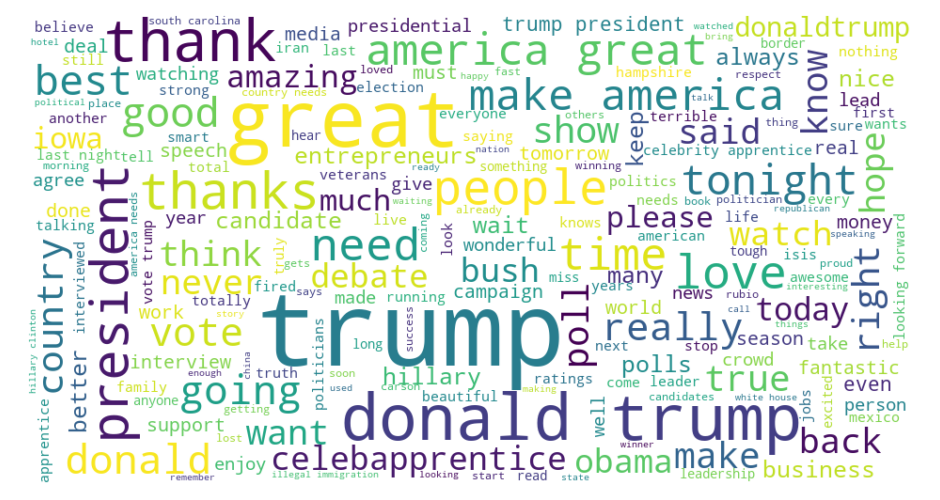 south carolina
believe
thank
media
presidential
trump president
donaldtrump
watched
bring
hotel
deal
iran
last
america great
always
border
nothing
still
best
watching
amazing
loved
happy
fast
must
hampshire
respect
know
nice
political
place
strong
country needs
election
make america
talk
keep
lead
another
good
great
everyone
others
terrible
thing
first
iowa
smart
hear
nation
saying
show
said
sure
wants
last night
tell
speech
entrepreneurs
tomorrow
celebrity apprentice
real
hope
morning
total
ready
something
winning
agree
veterans
politics
tonight
talking
president
thanks
much
give
waiting
people
needs
book
politician
every
republican
done
year
candidate
live
already
please
life
money
speaking
country
interviewed
america needs
vote trump
think
truly
need
look
coming
wait
knows
time
american
watch
right
looking forward
wonderful
tough
isis
proud
never
gets
debate
bush
miss
many
love
awesome
interesting
fired
says
campaign
years
news
rubio
today
work
totally
made
running
world
call
story
vote
trump
poll
really
things
better
long
success
next
stop
season
take
help
hillary clinton
interview
truth
politicians
polls
crowd
true
fantastic
enough
china
soon
hillary
ratings
come
leader
even
apprentice
family
going
used
carson
beautiful
making
candidates
white house
jobs
excited
person
anyone
getting
donald trump
well
mexico
support
lost
want
winner
make
back
donald
enjoy
celebapprentice
obama
leadership
business
remember
illegal immigration
looking
start
read
state